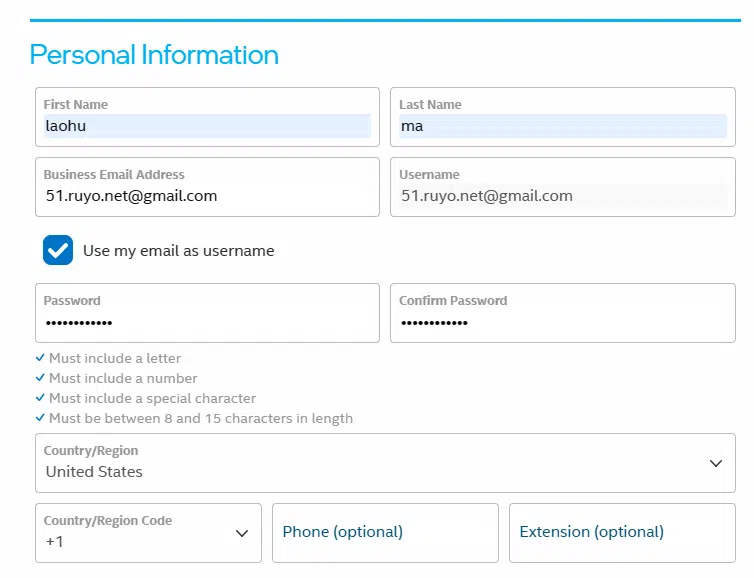 Personal Information
First Name
laohu
Last Name
ma
Business Email Address
51.ruyo.net@gmail.com
Username
51.ruyo.net@gmail.com
Use my email as username
Password
••••••••••••
Confirm Password
••••••••••••
Must include a letter
Must include a number
Must include a special character
Must be between 8 and 15 characters in length
Country/Region
United States
Country/Region Code
+1
Phone (optional)
Extension (optional)